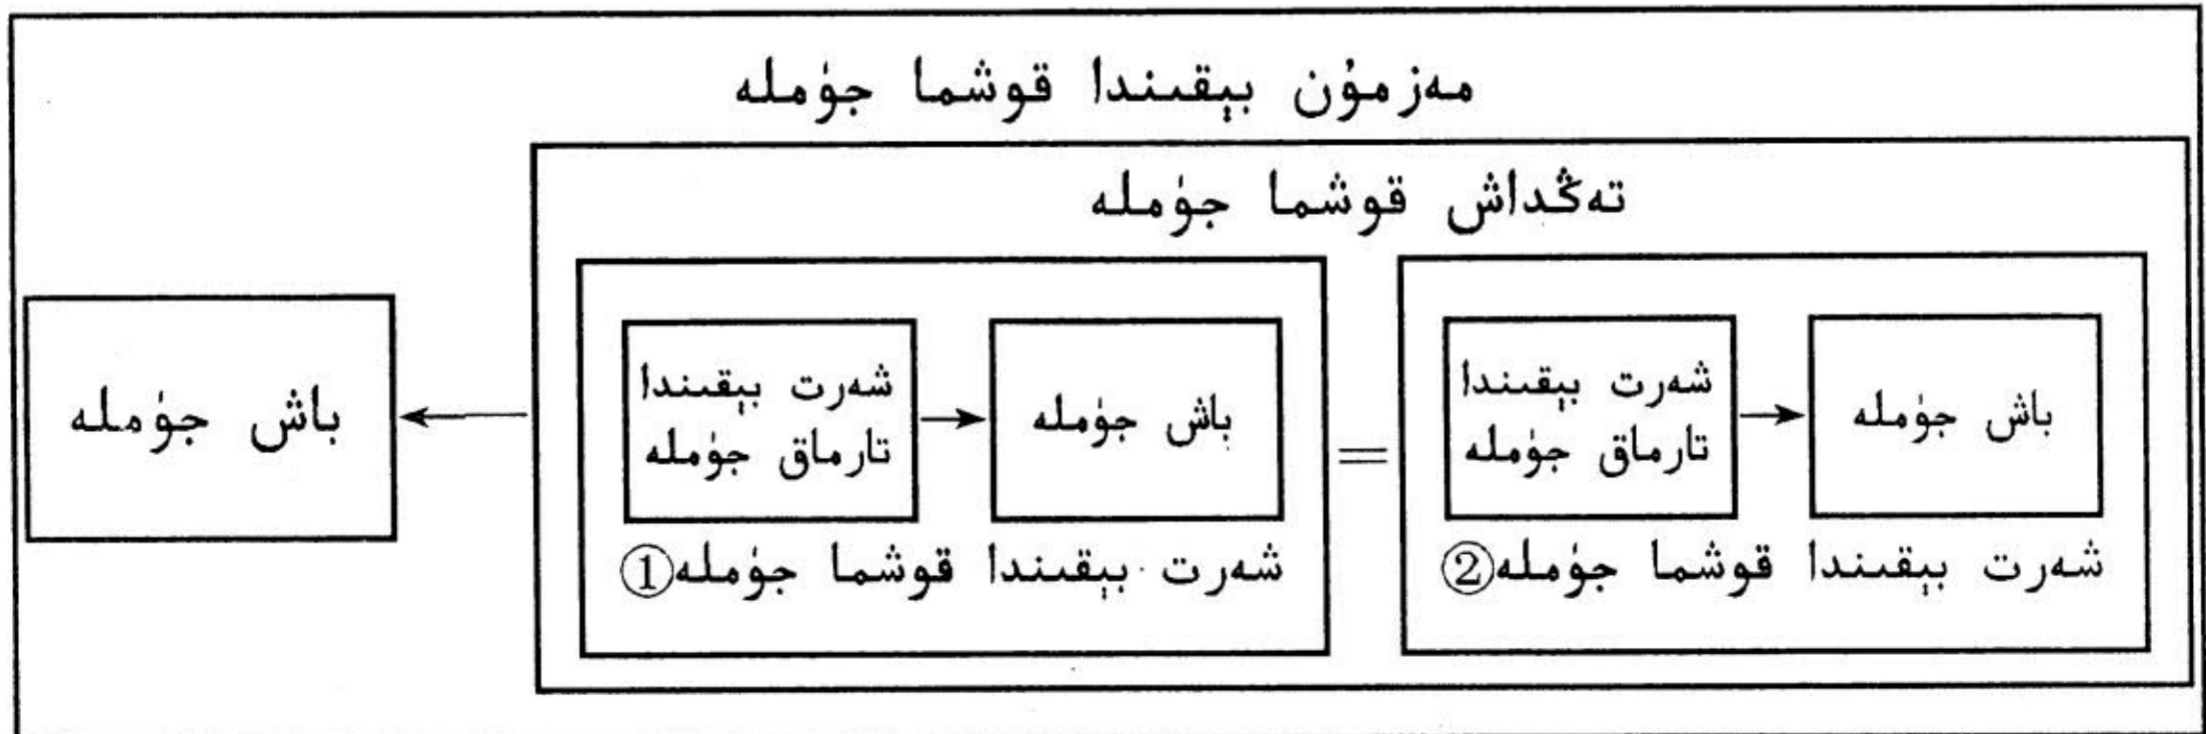 مەزمۇن بېقىندا قوشما جۈملە
تەڭداش قوشما جۈملە
شەرت بېقىندا
تارماق جۈملە
باش جۈملە
شەرت بېقىندا قوشما جۈملە①
=
شەرت بېقىندا
تارماق جۈملە
باش جۈملە
شەرت بېقىندا قوشما جۈملە②
باش جۈملە